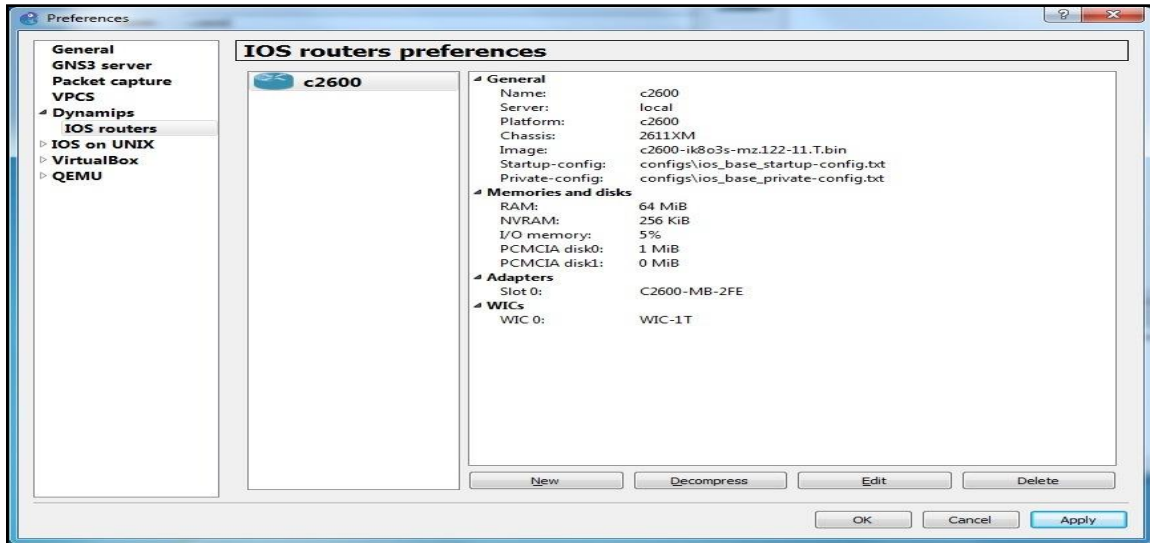 Preferences
General
GNS3 server
Packet capture
VPCS
Dynamips
IOS routers
IOS on UNIX
VirtualBox
QEMU
IOS routers preferences
c2600
General
Name: c2600
Server: local
Platform: c2600
Chassis: 2611XM
Image: c2600-ik8o3s-mz.122-11.T.bin
Startup-config: configs\ios_base_startup-config.txt
Private-config: configs\ios_base_private-config.txt
Memories and disks
RAM: 64 MiB
NVRAM: 256 KiB
I/O memory: 5%
PCMCIA disk0: 1 MiB
PCMCIA disk1: 0 MiB
Adapters
Slot 0: C2600-MB-2FE
WICs
WIC 0: WIC-1T
New Decompress Edit Delete
OK Cancel Apply